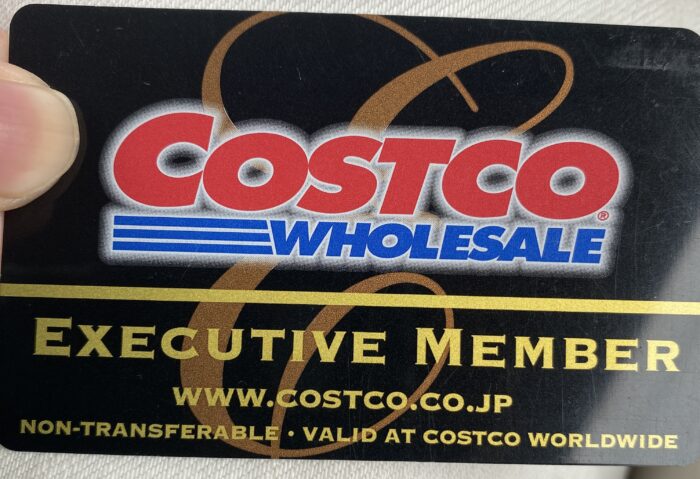 COSTCO®
WHOLESALE
EXECUTIVE MEMBER
WWW.COSTCO.CO.JP
NON-TRANSFERABLE · VALID AT COSTCO WORLDWIDE